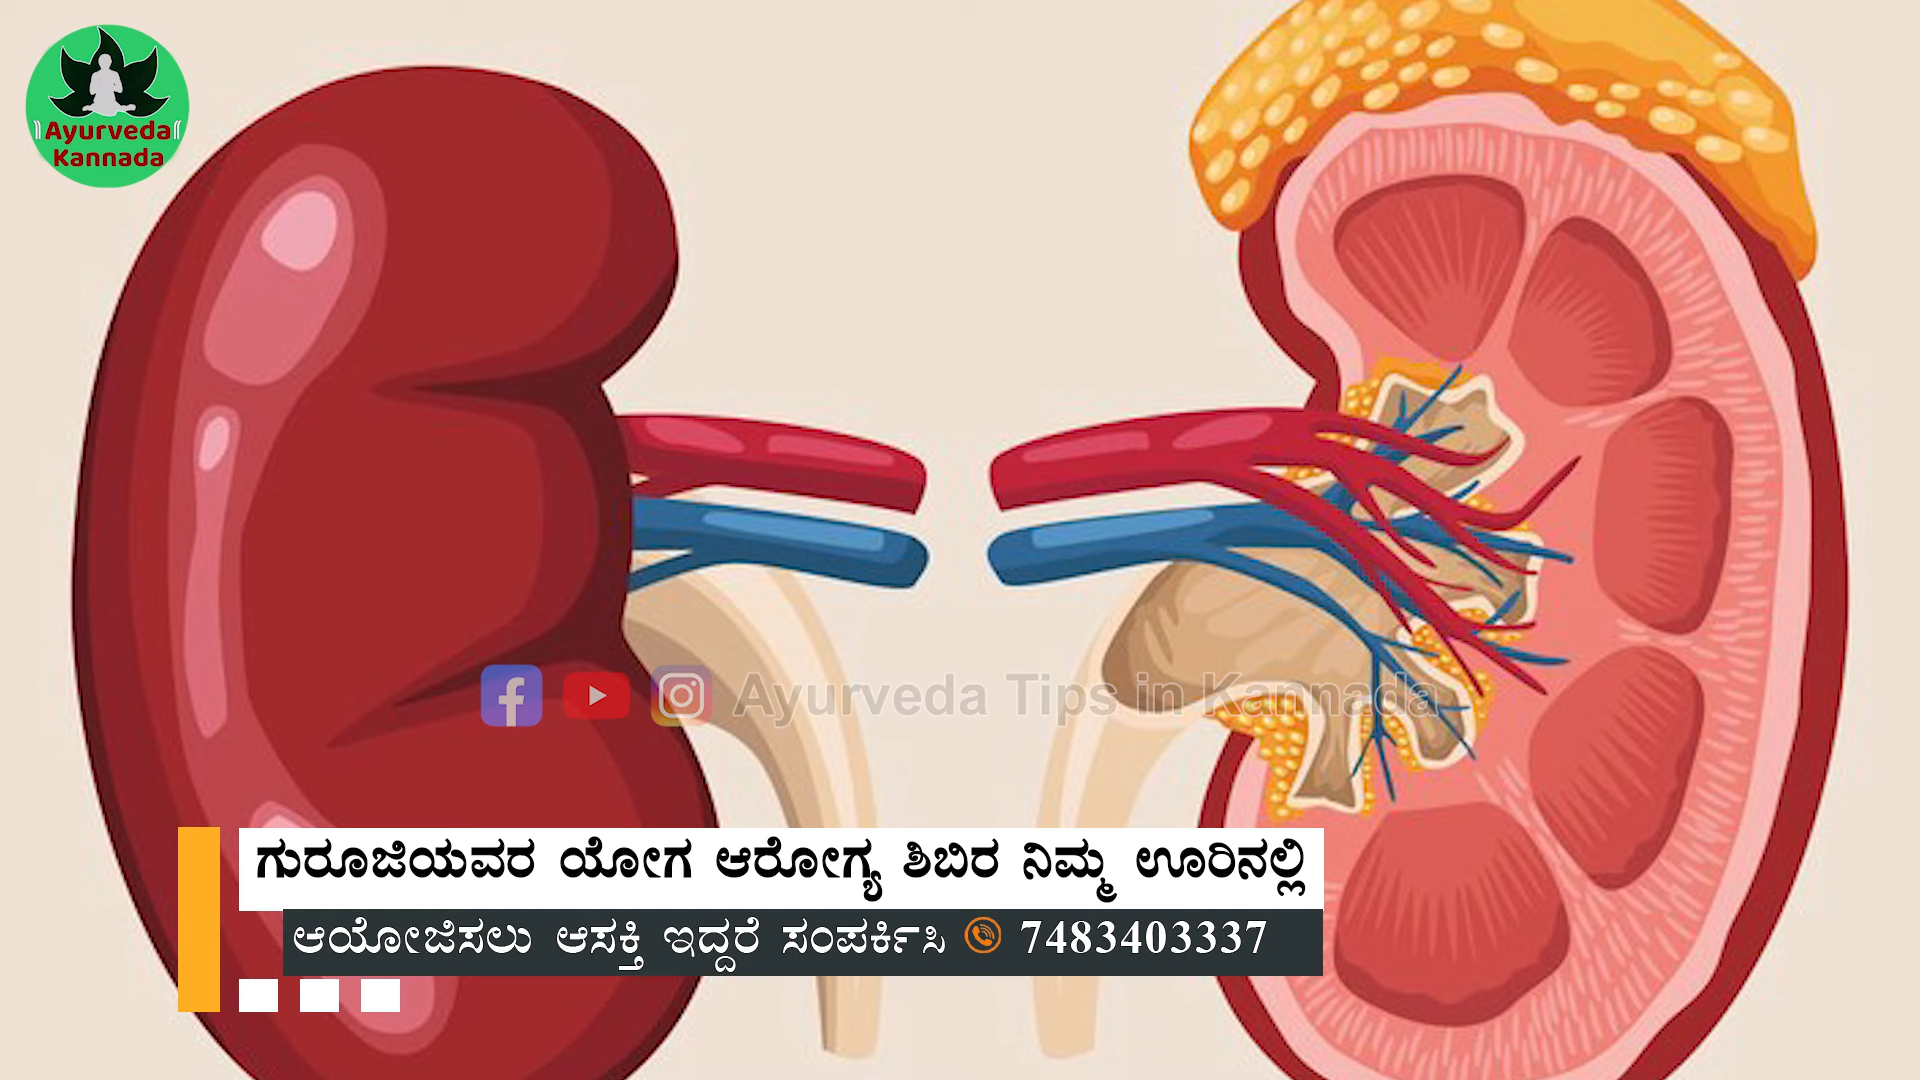 Ayurveda
Kannada
Ayurveda Tips in Kannada
ಗುರೂಜಿಯವರ ಯೋಗ ಆರೋಗ್ಯ ಶಿಬಿರ ನಿಮ್ಮ ಊರಿನಲ್ಲಿ
ಆಯೋಜಿಸಲು ಆಸಕ್ತಿ ಇದ್ದರೆ ಸಂಪರ್ಕಿಸಿ 7483403337